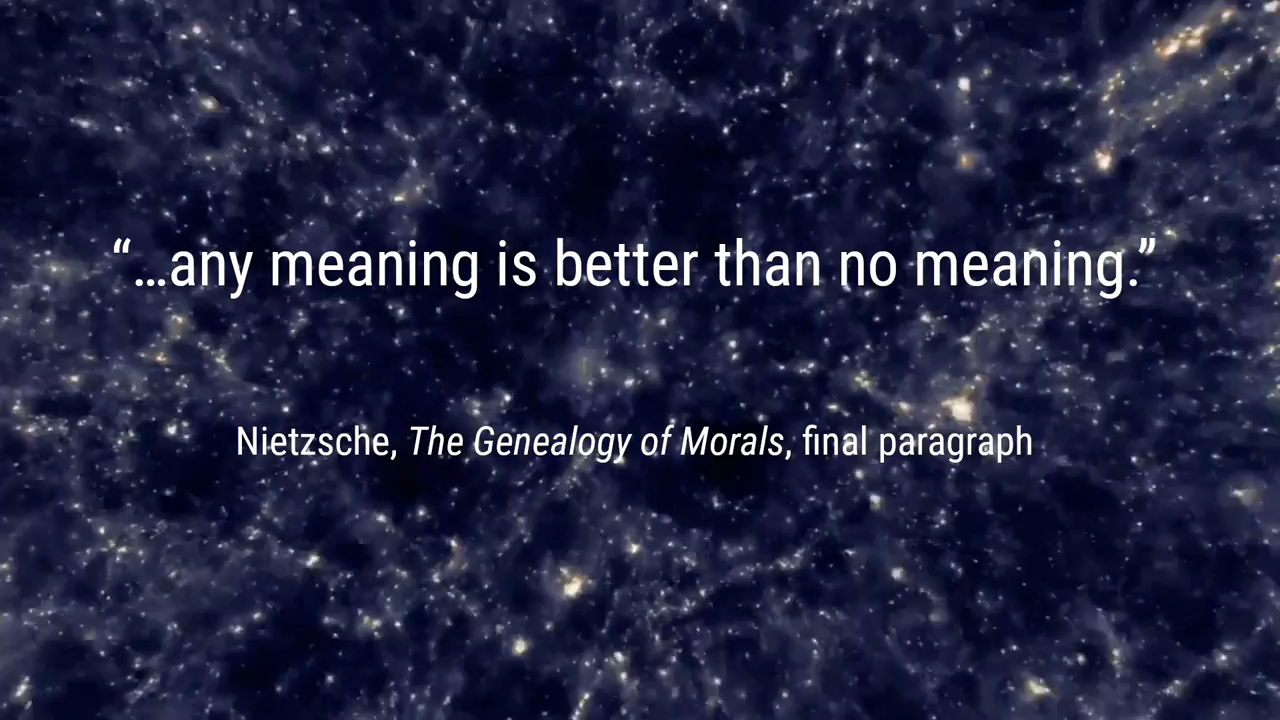 “…any meaning is better than no meaning.”
Nietzsche, The Genealogy of Morals, final paragraph